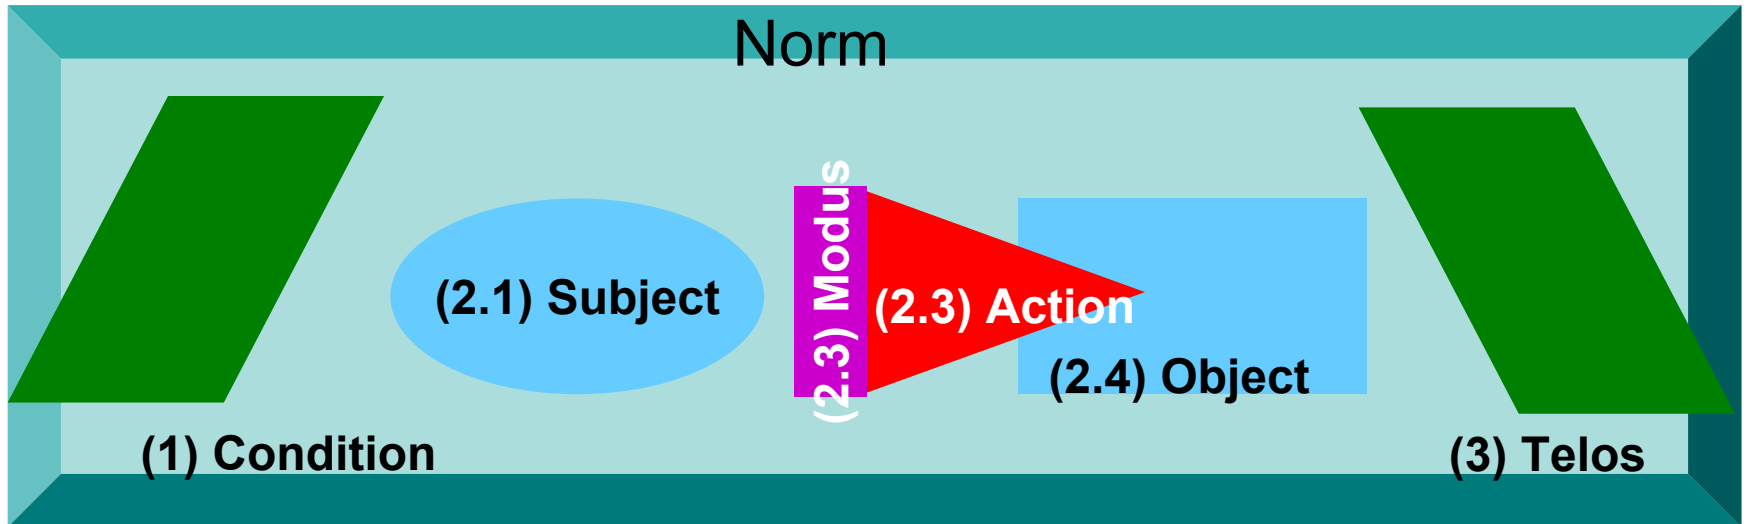 Norm
(2.1) Subject
(2.3) Modus
(2.3) Action
(2.4) Object
(1) Condition
(3) Telos